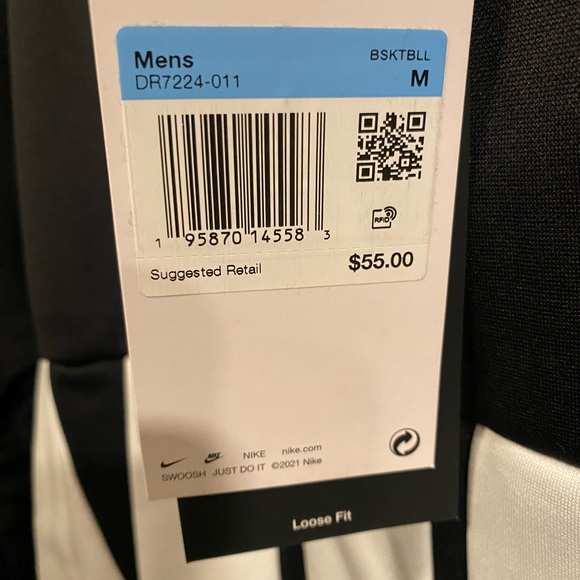 Mens BSKTBLL
DR7224-011 M
1 95870 14558 3
RFID
Suggested Retail $55.00
NIKE NIKE nike.com
SWOOSH JUST DO IT ©2021 Nike
Loose Fit